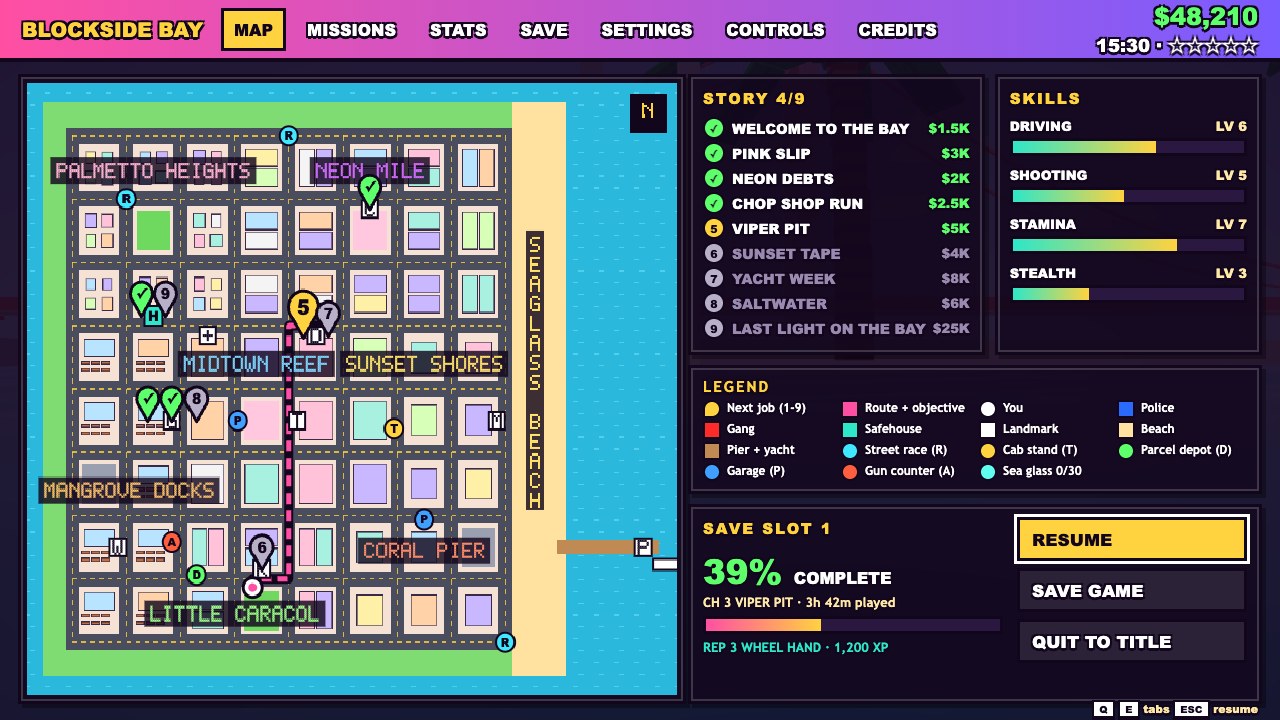 BLOCKSIDE BAY MAP MISSIONS STATS SAVE SETTINGS CONTROLS CREDITS
$48,210
15:30 · ☆☆☆☆☆
N
R
PALMETTO HEIGHTS
NEON MILE
R
SEAGLASS BEACH
9
H
5
7
MIDTOWN REEF
SUNSET SHORES
8
P
T
MANGROVE DOCKS
W
A
6
P
CORAL PIER
P
D
LITTLE CARACOL
R
STORY 4/9
✓ WELCOME TO THE BAY $1.5K
✓ PINK SLIP $3K
✓ NEON DEBTS $2K
✓ CHOP SHOP RUN $2.5K
5 VIPER PIT $5K
6 SUNSET TAPE $4K
7 YACHT WEEK $8K
8 SALTWATER $6K
9 LAST LIGHT ON THE BAY $25K
SKILLS
DRIVING LV 6
SHOOTING LV 5
STAMINA LV 7
STEALTH LV 3
LEGEND
Next job (1-9) Route + objective You Police
Gang Safehouse Landmark Beach
Pier + yacht Street race (R) Cab stand (T) Parcel depot (D)
Garage (P) Gun counter (A) Sea glass 0/30
SAVE SLOT 1
39% COMPLETE
CH 3 VIPER PIT · 3h 42m played
REP 3 WHEEL HAND · 1,200 XP
RESUME
SAVE GAME
QUIT TO TITLE
Q E tabs ESC resume